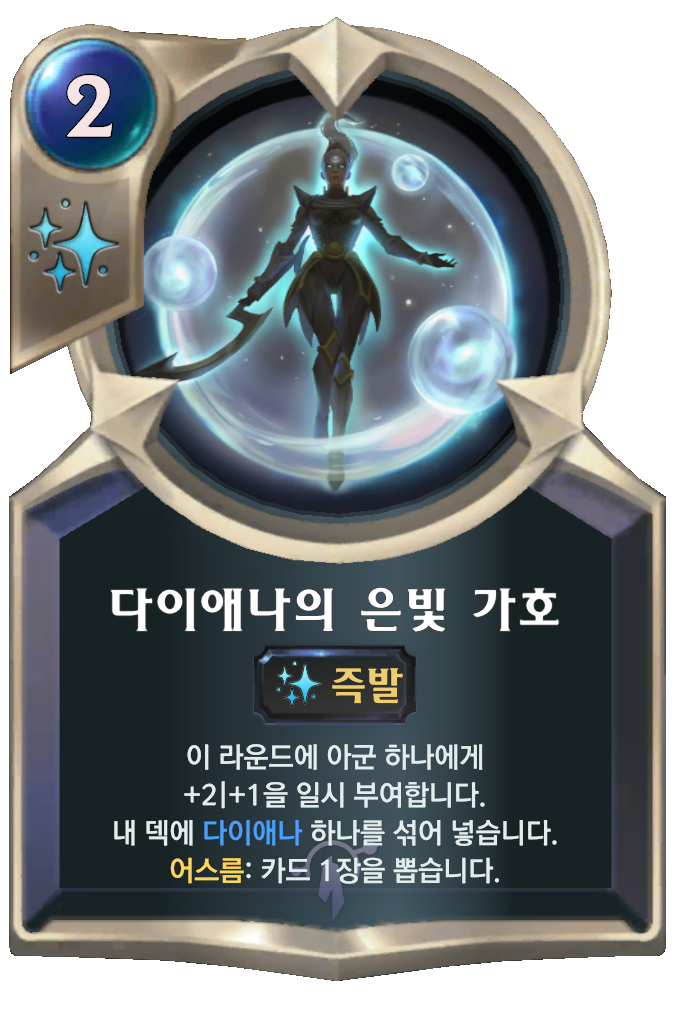 2
다이애나의 은빛 가호
즉발
이 라운드에 아군 하나에게
+2|+1을 일시 부여합니다.
내 덱에 다이애나 하나를 섞어 넣습니다.
어스름: 카드 1장을 뽑습니다.